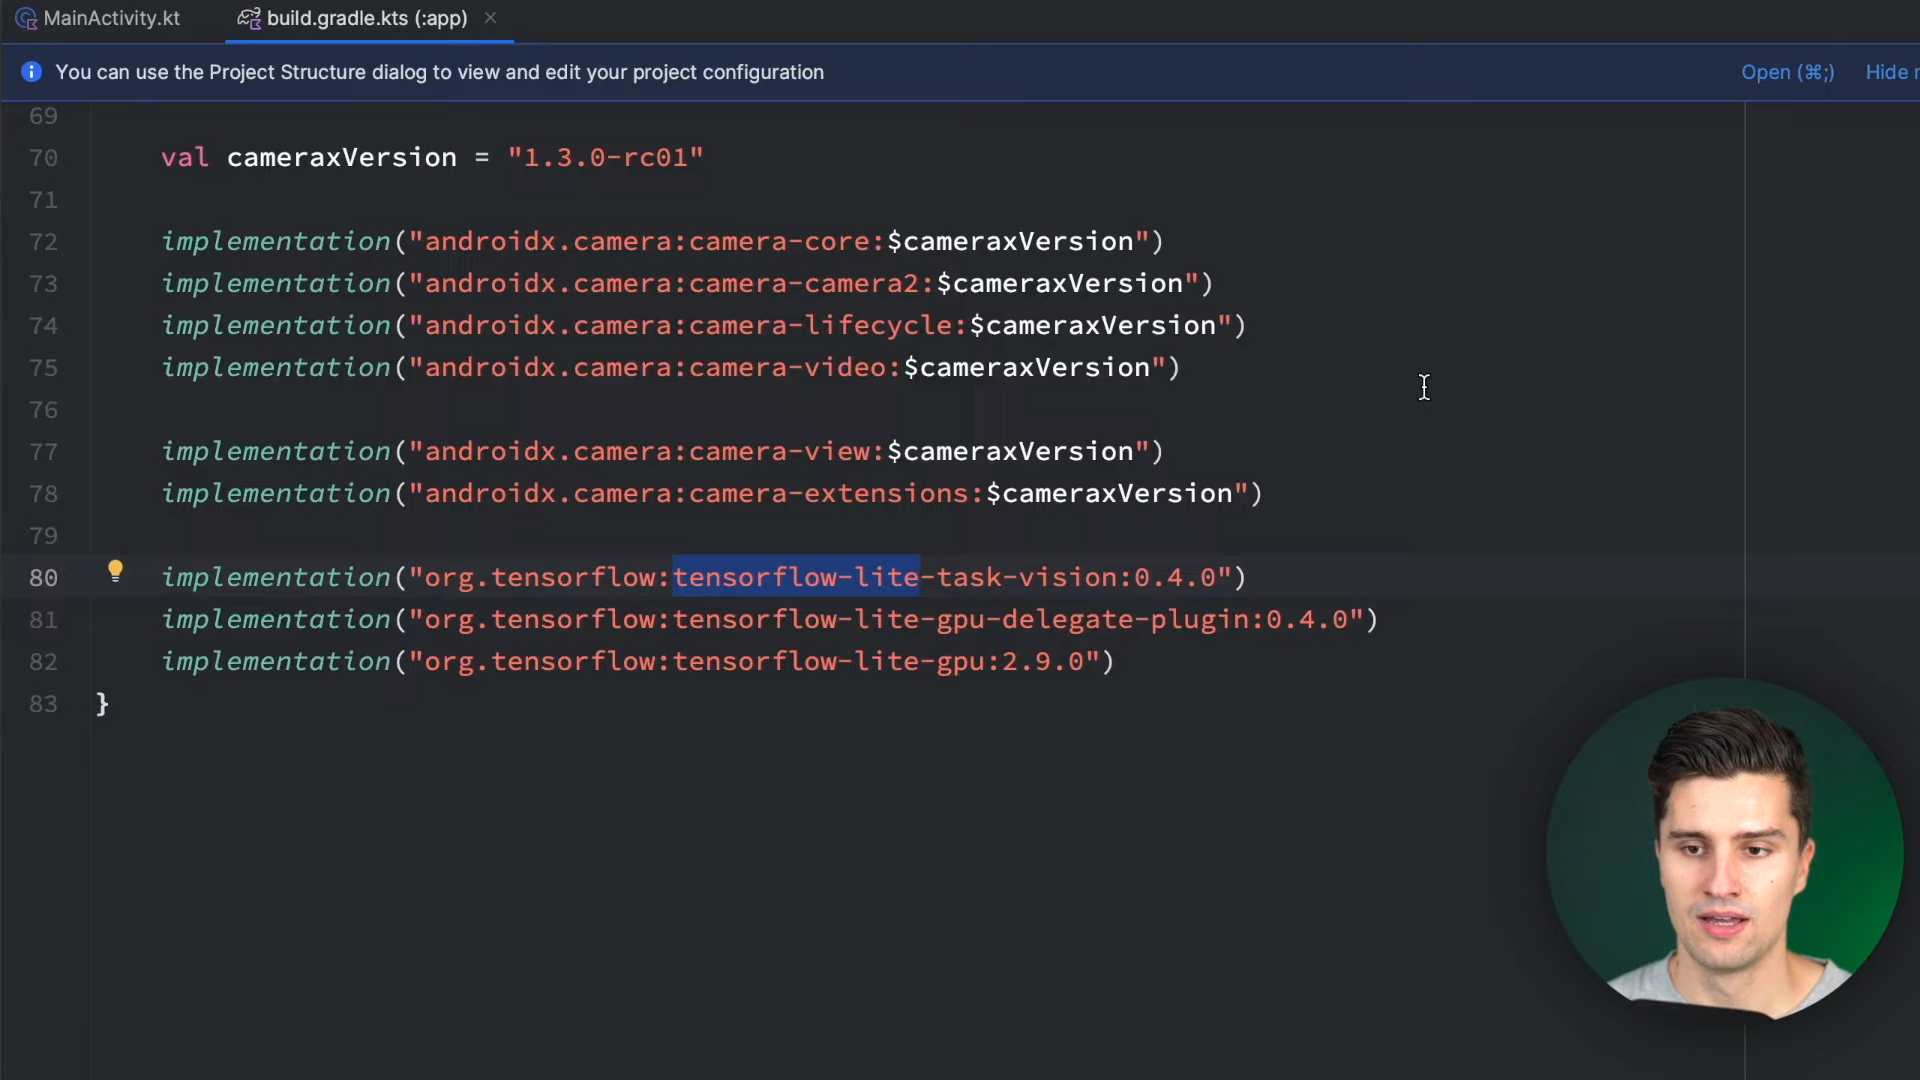 MainActivity.kt
build.gradle.kts (:app)
You can use the Project Structure dialog to view and edit your project configuration
Open (⌘;)
Hide
69
70 val cameraxVersion = "1.3.0-rc01"
71
72 implementation("androidx.camera:camera-core:$cameraxVersion")
73 implementation("androidx.camera:camera-camera2:$cameraxVersion")
74 implementation("androidx.camera:camera-lifecycle:$cameraxVersion")
75 implementation("androidx.camera:camera-video:$cameraxVersion")
76
77 implementation("androidx.camera:camera-view:$cameraxVersion")
78 implementation("androidx.camera:camera-extensions:$cameraxVersion")
79
80 implementation("org.tensorflow:tensorflow-lite-task-vision:0.4.0")
81 implementation("org.tensorflow:tensorflow-lite-gpu-delegate-plugin:0.4.0")
82 implementation("org.tensorflow:tensorflow-lite-gpu:2.9.0")
83 }